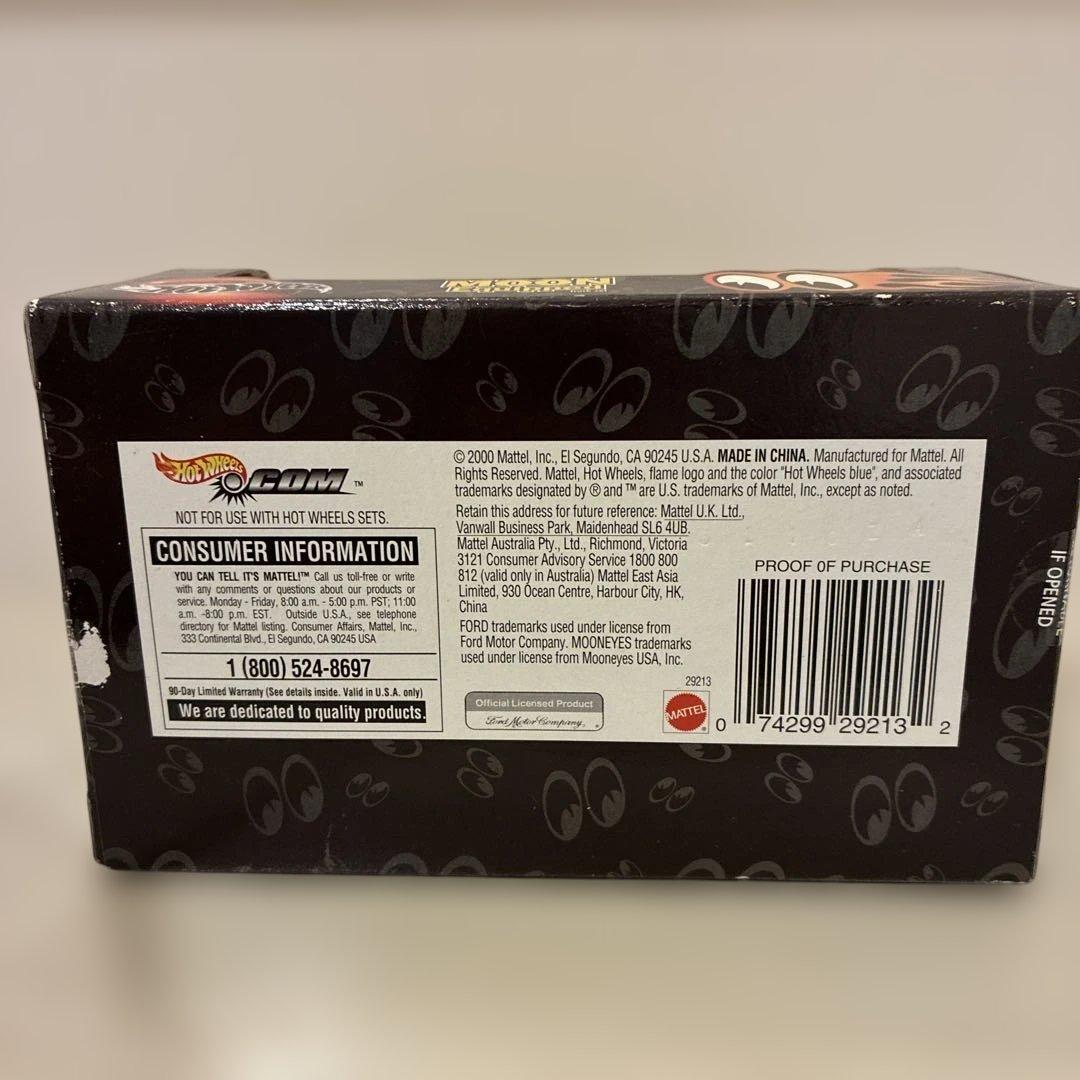 MOON
HOT WHEELS
.COM ™
NOT FOR USE WITH HOT WHEELS SETS.
CONSUMER INFORMATION
YOU CAN TELL IT'S MATTEL!™ Call us toll-free or write
with any comments or questions about our products or
service. Monday - Friday, 8:00 a.m. - 5:00 p.m. PST; 11:00
a.m. -8:00 p.m. EST. Outside U.S.A., see telephone
directory for Mattel listing. Consumer Affairs, Mattel, Inc.,
333 Continental Blvd., El Segundo, CA 90245 USA
1 (800) 524-8697
90-Day Limited Warranty (See details inside. Valid in U.S.A. only)
We are dedicated to quality products.
© 2000 Mattel, Inc., El Segundo, CA 90245 U.S.A. MADE IN CHINA. Manufactured for Mattel. All
Rights Reserved. Mattel, Hot Wheels, flame logo and the color "Hot Wheels blue", and associated
trademarks designated by ® and ™ are U.S. trademarks of Mattel, Inc., except as noted.
Retain this address for future reference: Mattel U.K. Ltd.,
Vanwall Business Park, Maidenhead SL6 4UB.
Mattel Australia Pty., Ltd., Richmond, Victoria
3121 Consumer Advisory Service 1800 800
812 (valid only in Australia) Mattel East Asia
Limited, 930 Ocean Centre, Harbour City, HK,
China
FORD trademarks used under license from
Ford Motor Company. MOONEYES trademarks
used under license from Mooneyes USA, Inc.
Official Licensed Product
Ford Motor Company ®
29213
MATTEL ®
PROOF OF PURCHASE
0 74299 29213 2
IF OPENED